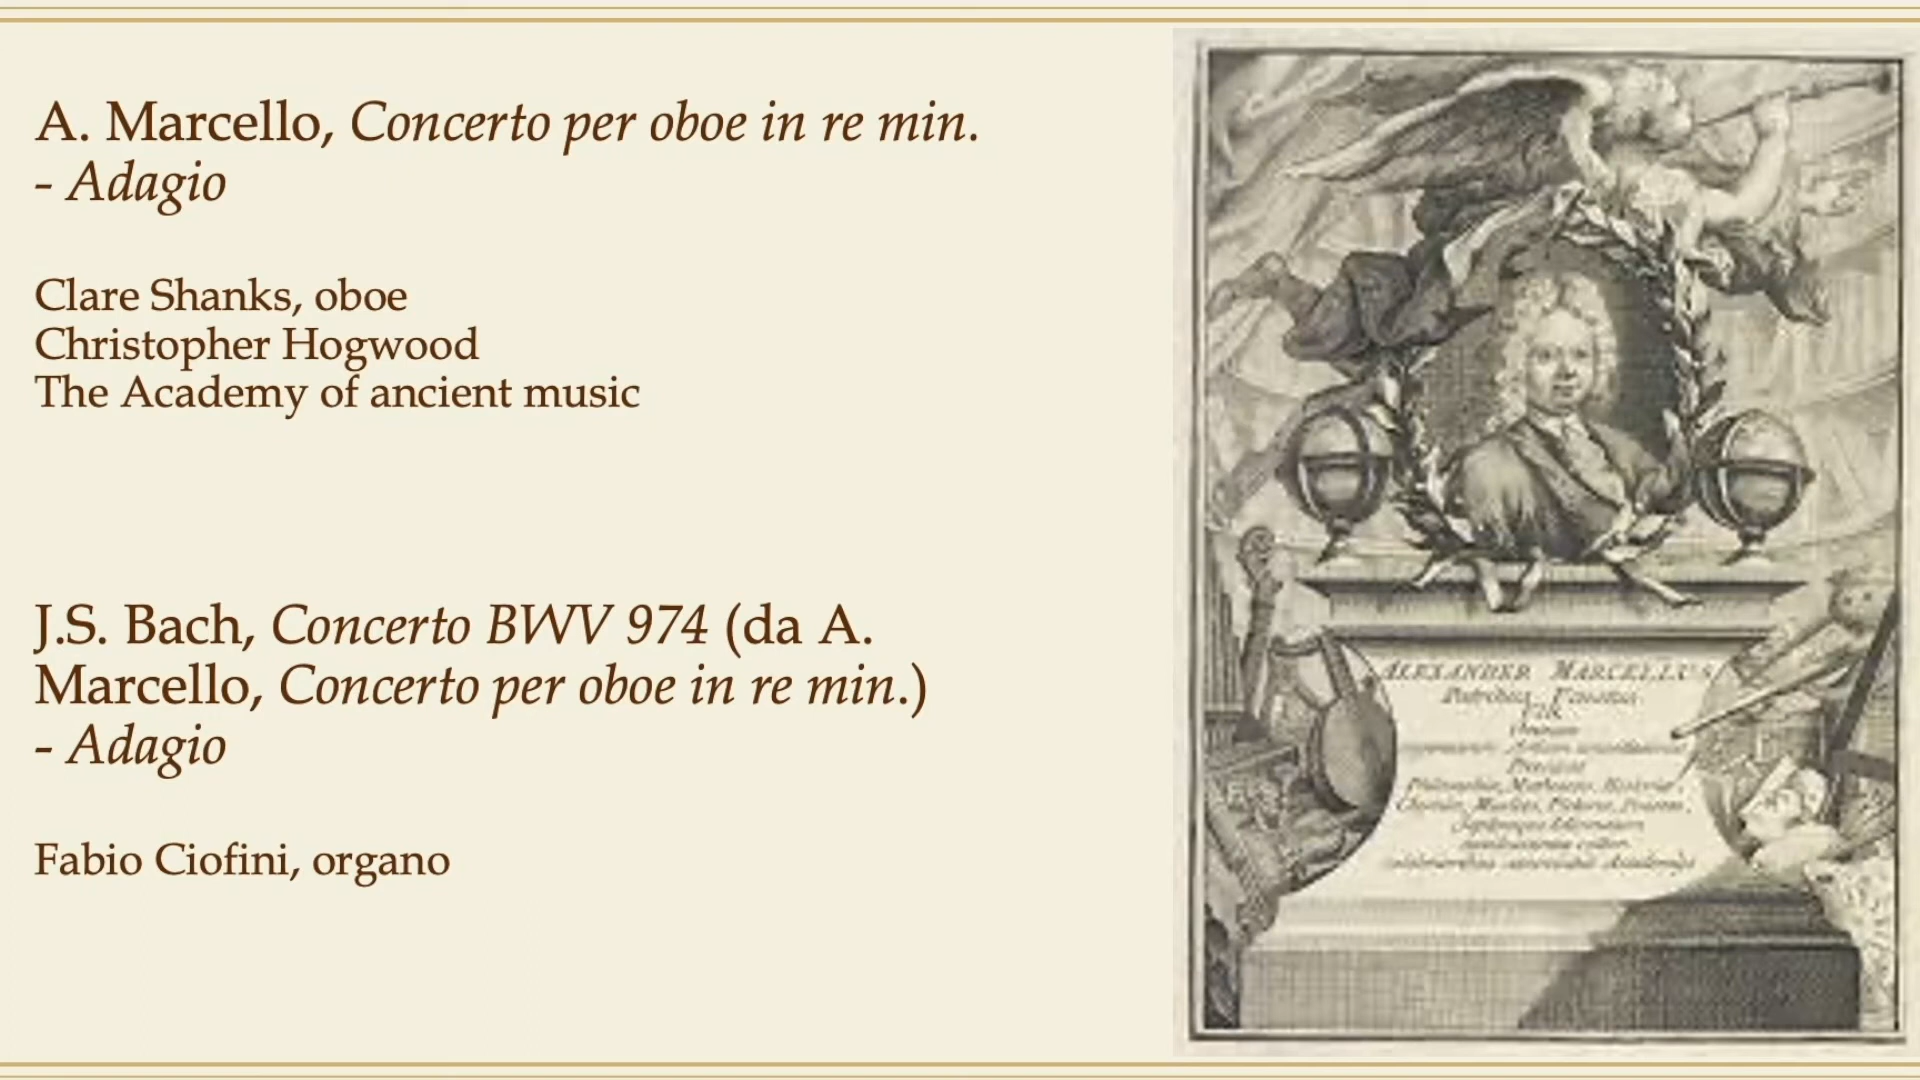 A. Marcello, Concerto per oboe in re min.
- Adagio
Clare Shanks, oboe
Christopher Hogwood
The Academy of ancient music
J.S. Bach, Concerto BWV 974 (da A.
Marcello, Concerto per oboe in re min.)
- Adagio
Fabio Ciofini, organo
ALEXANDER MARCELLUS